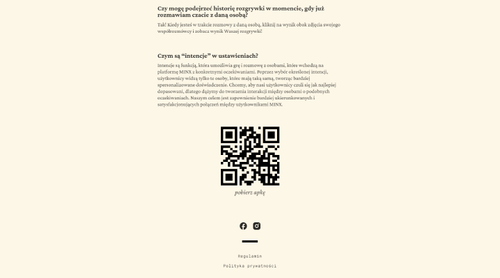 Czy mogę podejrzeć historię rozgrywki w momencie, gdy już
rozmawiam czacie z daną osobą?
Tak! Kiedy jesteś w trakcie rozmowy z daną osobą, kliknij na wynik obok zdjęcia swojego
współrozmówcy i zobacz wynik Waszej rozgrywki!
Czym są “intencje” w ustawieniach?
Intencje są funkcją, która umożliwia grę i rozmowę z osobami, które wchodzą na
platformę MINX z konkretnymi oczekiwaniami. Poprzez wybór określonej intencji,
użytkownicy widzą tylko te osoby, które mają taką samą, tworząc bardziej
spersonalizowane doświadczenie. Chcemy, aby nasi użytkownicy czuli się jak najlepiej
dopasowani, dlatego dążymy do tworzenia interakcji między osobami o podobnych
oczekiwaniach. Naszym celem jest zapewnienie bardziej ukierunkowanych i
satysfakcjonujących połączeń między użytkownikami MINX.
pobierz apkę
Regulamin
Polityka prywatności